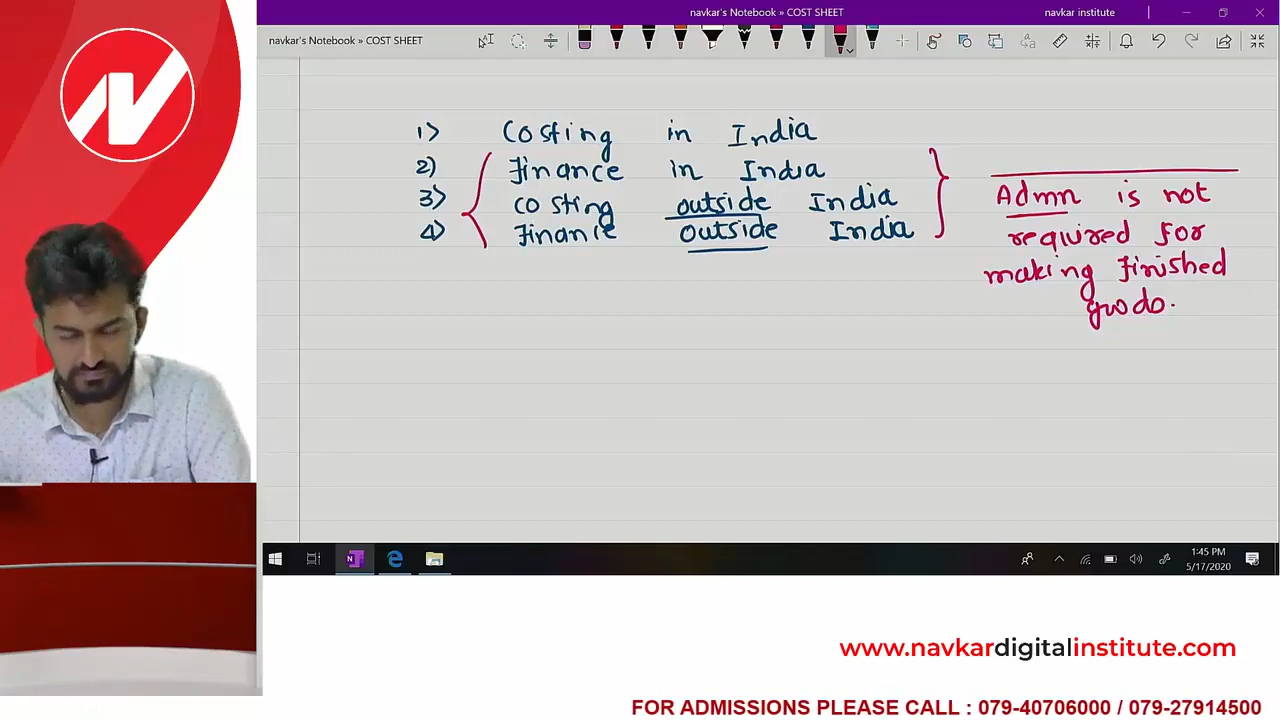 navkar's Notebook » COST SHEET
navkar institute
navkar's Notebook » COST SHEET
1) Costing in India
2) Finance in India
3) Costing outside India
4) Finance outside India
Admn is not
required for
making Finished
goods.
1:45 PM
5/17/2020
www.navkardigitalinstitute.com
FOR ADMISSIONS PLEASE CALL : 079-40706000 / 079-27914500